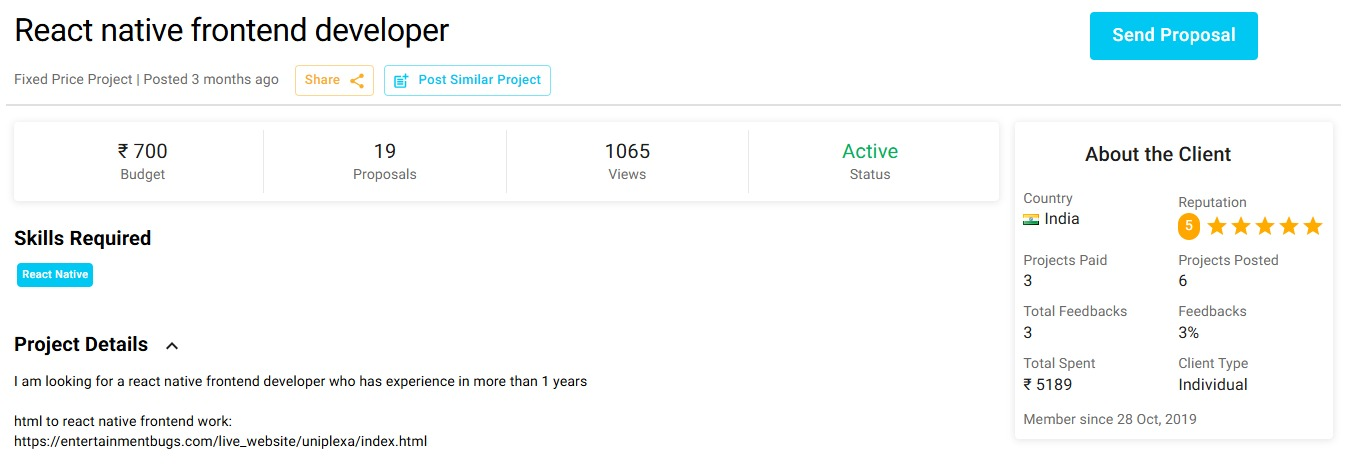 React native frontend developer
Send Proposal
Fixed Price Project | Posted 3 months ago
Share
Post Similar Project
₹ 700
Budget
19
Proposals
1065
Views
Active
Status
Skills Required
React Native
Project Details
I am looking for a react native frontend developer who has experience in more than 1 years
html to react native frontend work:
https://entertainmentbugs.com/live_website/uniplexa/index.html
About the Client
Country
India
Reputation
5
Projects Paid
3
Projects Posted
6
Total Feedbacks
3
Feedbacks
3%
Total Spent
₹ 5189
Client Type
Individual
Member since 28 Oct, 2019